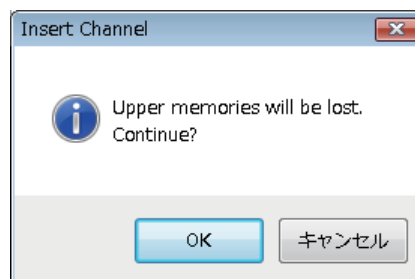 Insert Channel
Upper memories will be lost.
Continue?
OK
キャンセル